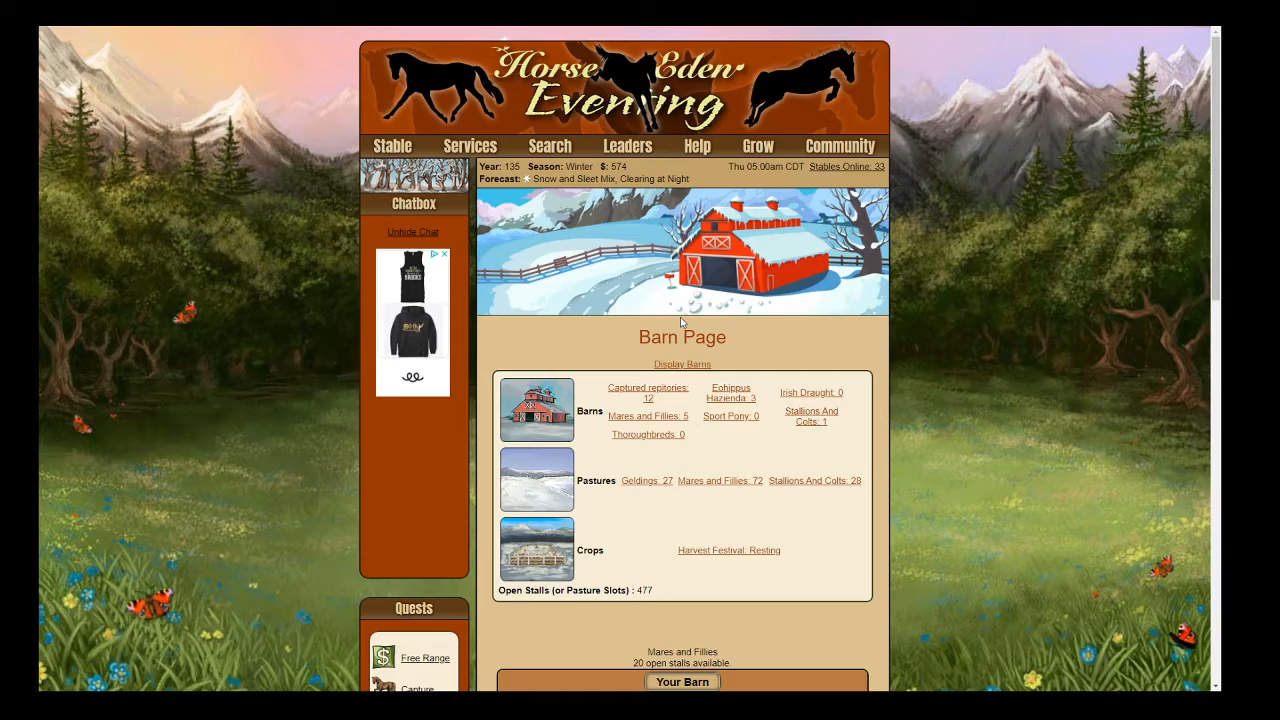 Horse Eden
Eventing
Stable Services Search Leaders Help Grow Community
Year: 135 Season: Winter $: 574 Thu 05:00am CDT Stables Online: 33
Forecast: Snow and Sleet Mix, Clearing at Night
Chatbox
Unhide Chat
Barn Page
Display Barns
Barns
Captured repitories:
12
Eohippus
Hazienda: 3
Irish Draught: 0
Mares and Fillies: 5
Sport Pony: 0
Stallions And
Colts: 1
Thoroughbreds: 0
Pastures Geldings: 27 Mares and Fillies: 72 Stallions And Colts: 28
Crops Harvest Festival: Resting
Open Stalls (or Pasture Slots) : 477
Quests
Free Range
Capture
Mares and Fillies
20 open stalls available.
Your Barn